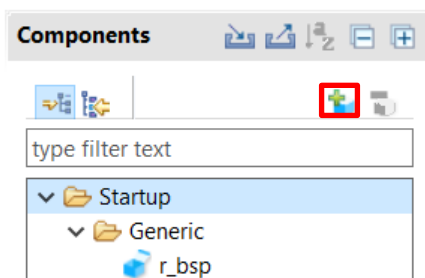 Components
type filter text
Startup
Generic
r_bsp